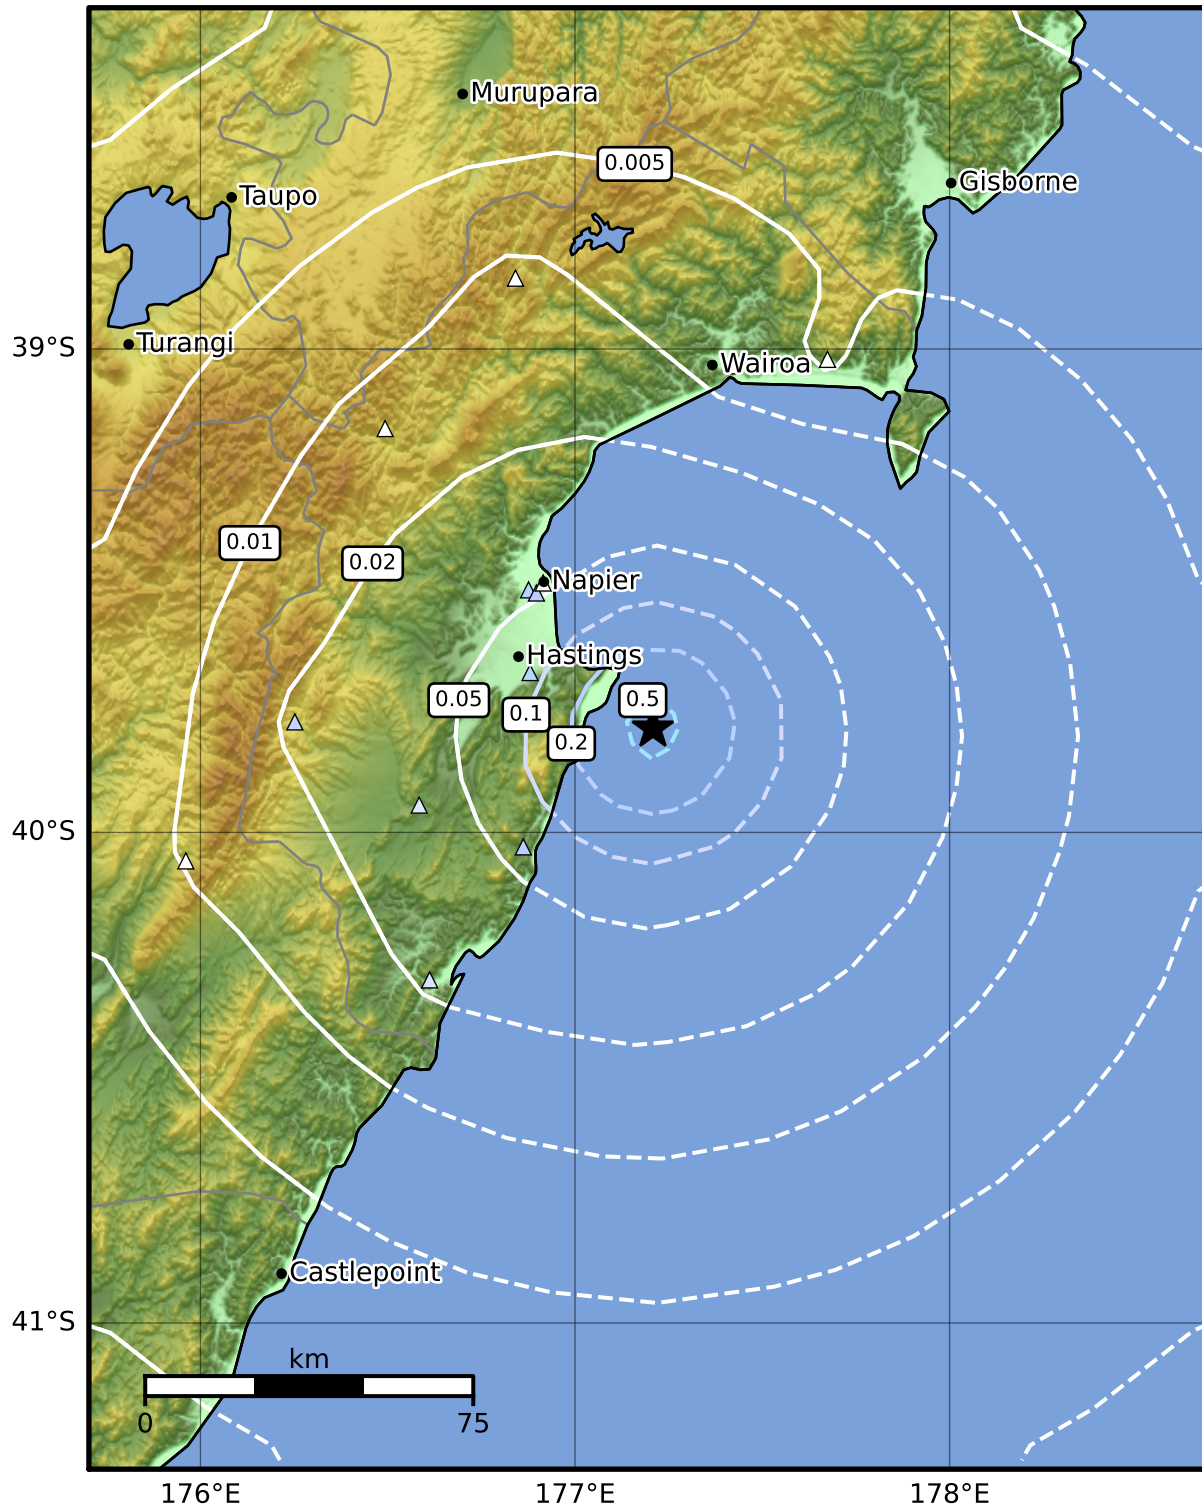 Murupara
0.005
Gisborne
Taupo
Turangi
39°S
Wairoa
0.01
0.02
Napier
Hastings
0.05
0.1
0.5
0.2
40°S
Castlepoint
41°S
km
0 75
176°E 177°E 178°E